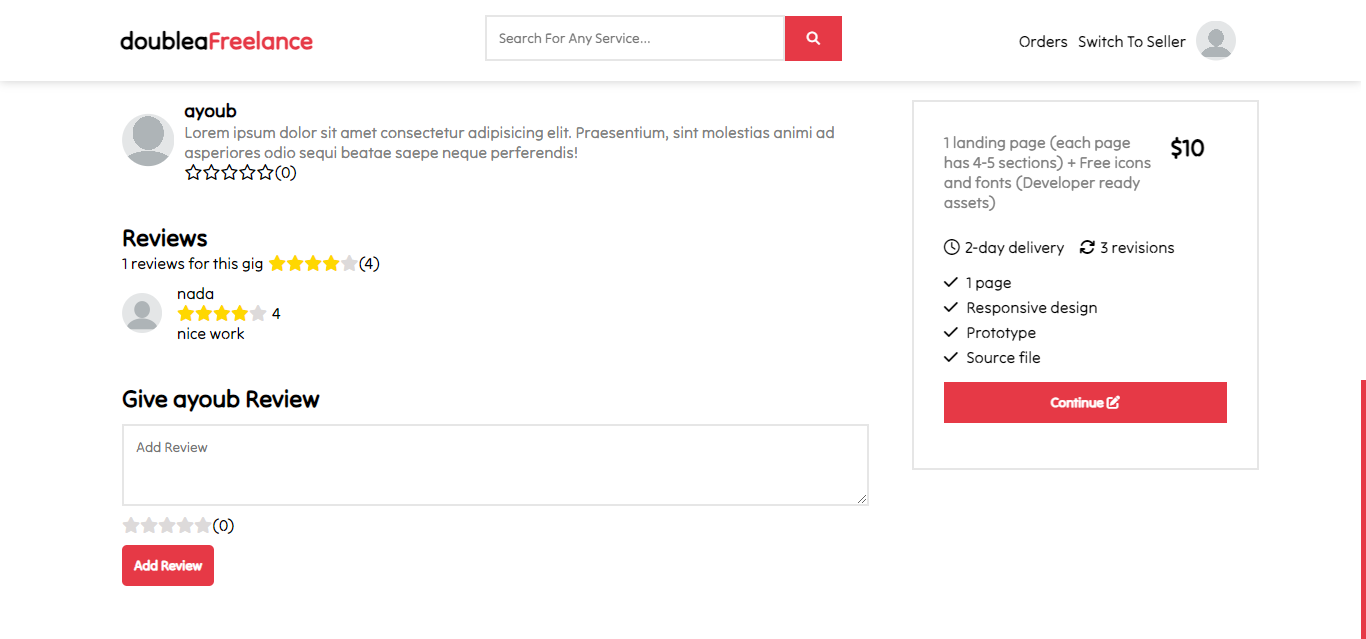 doubleaFreelance
Search For Any Service...
Orders Switch To Seller
ayoub
Lorem ipsum dolor sit amet consectetur adipisicing elit. Praesentium, sint molestias animi ad
asperiores odio sequi beatae saepe neque perferendis!
(0)
Reviews
1 reviews for this gig (4)
nada
4
nice work
Give ayoub Review
Add Review
(0)
Add Review
1 landing page (each page
has 4-5 sections) + Free icons
and fonts (Developer ready
assets)
$10
2-day delivery 3 revisions
1 page
Responsive design
Prototype
Source file
Continue